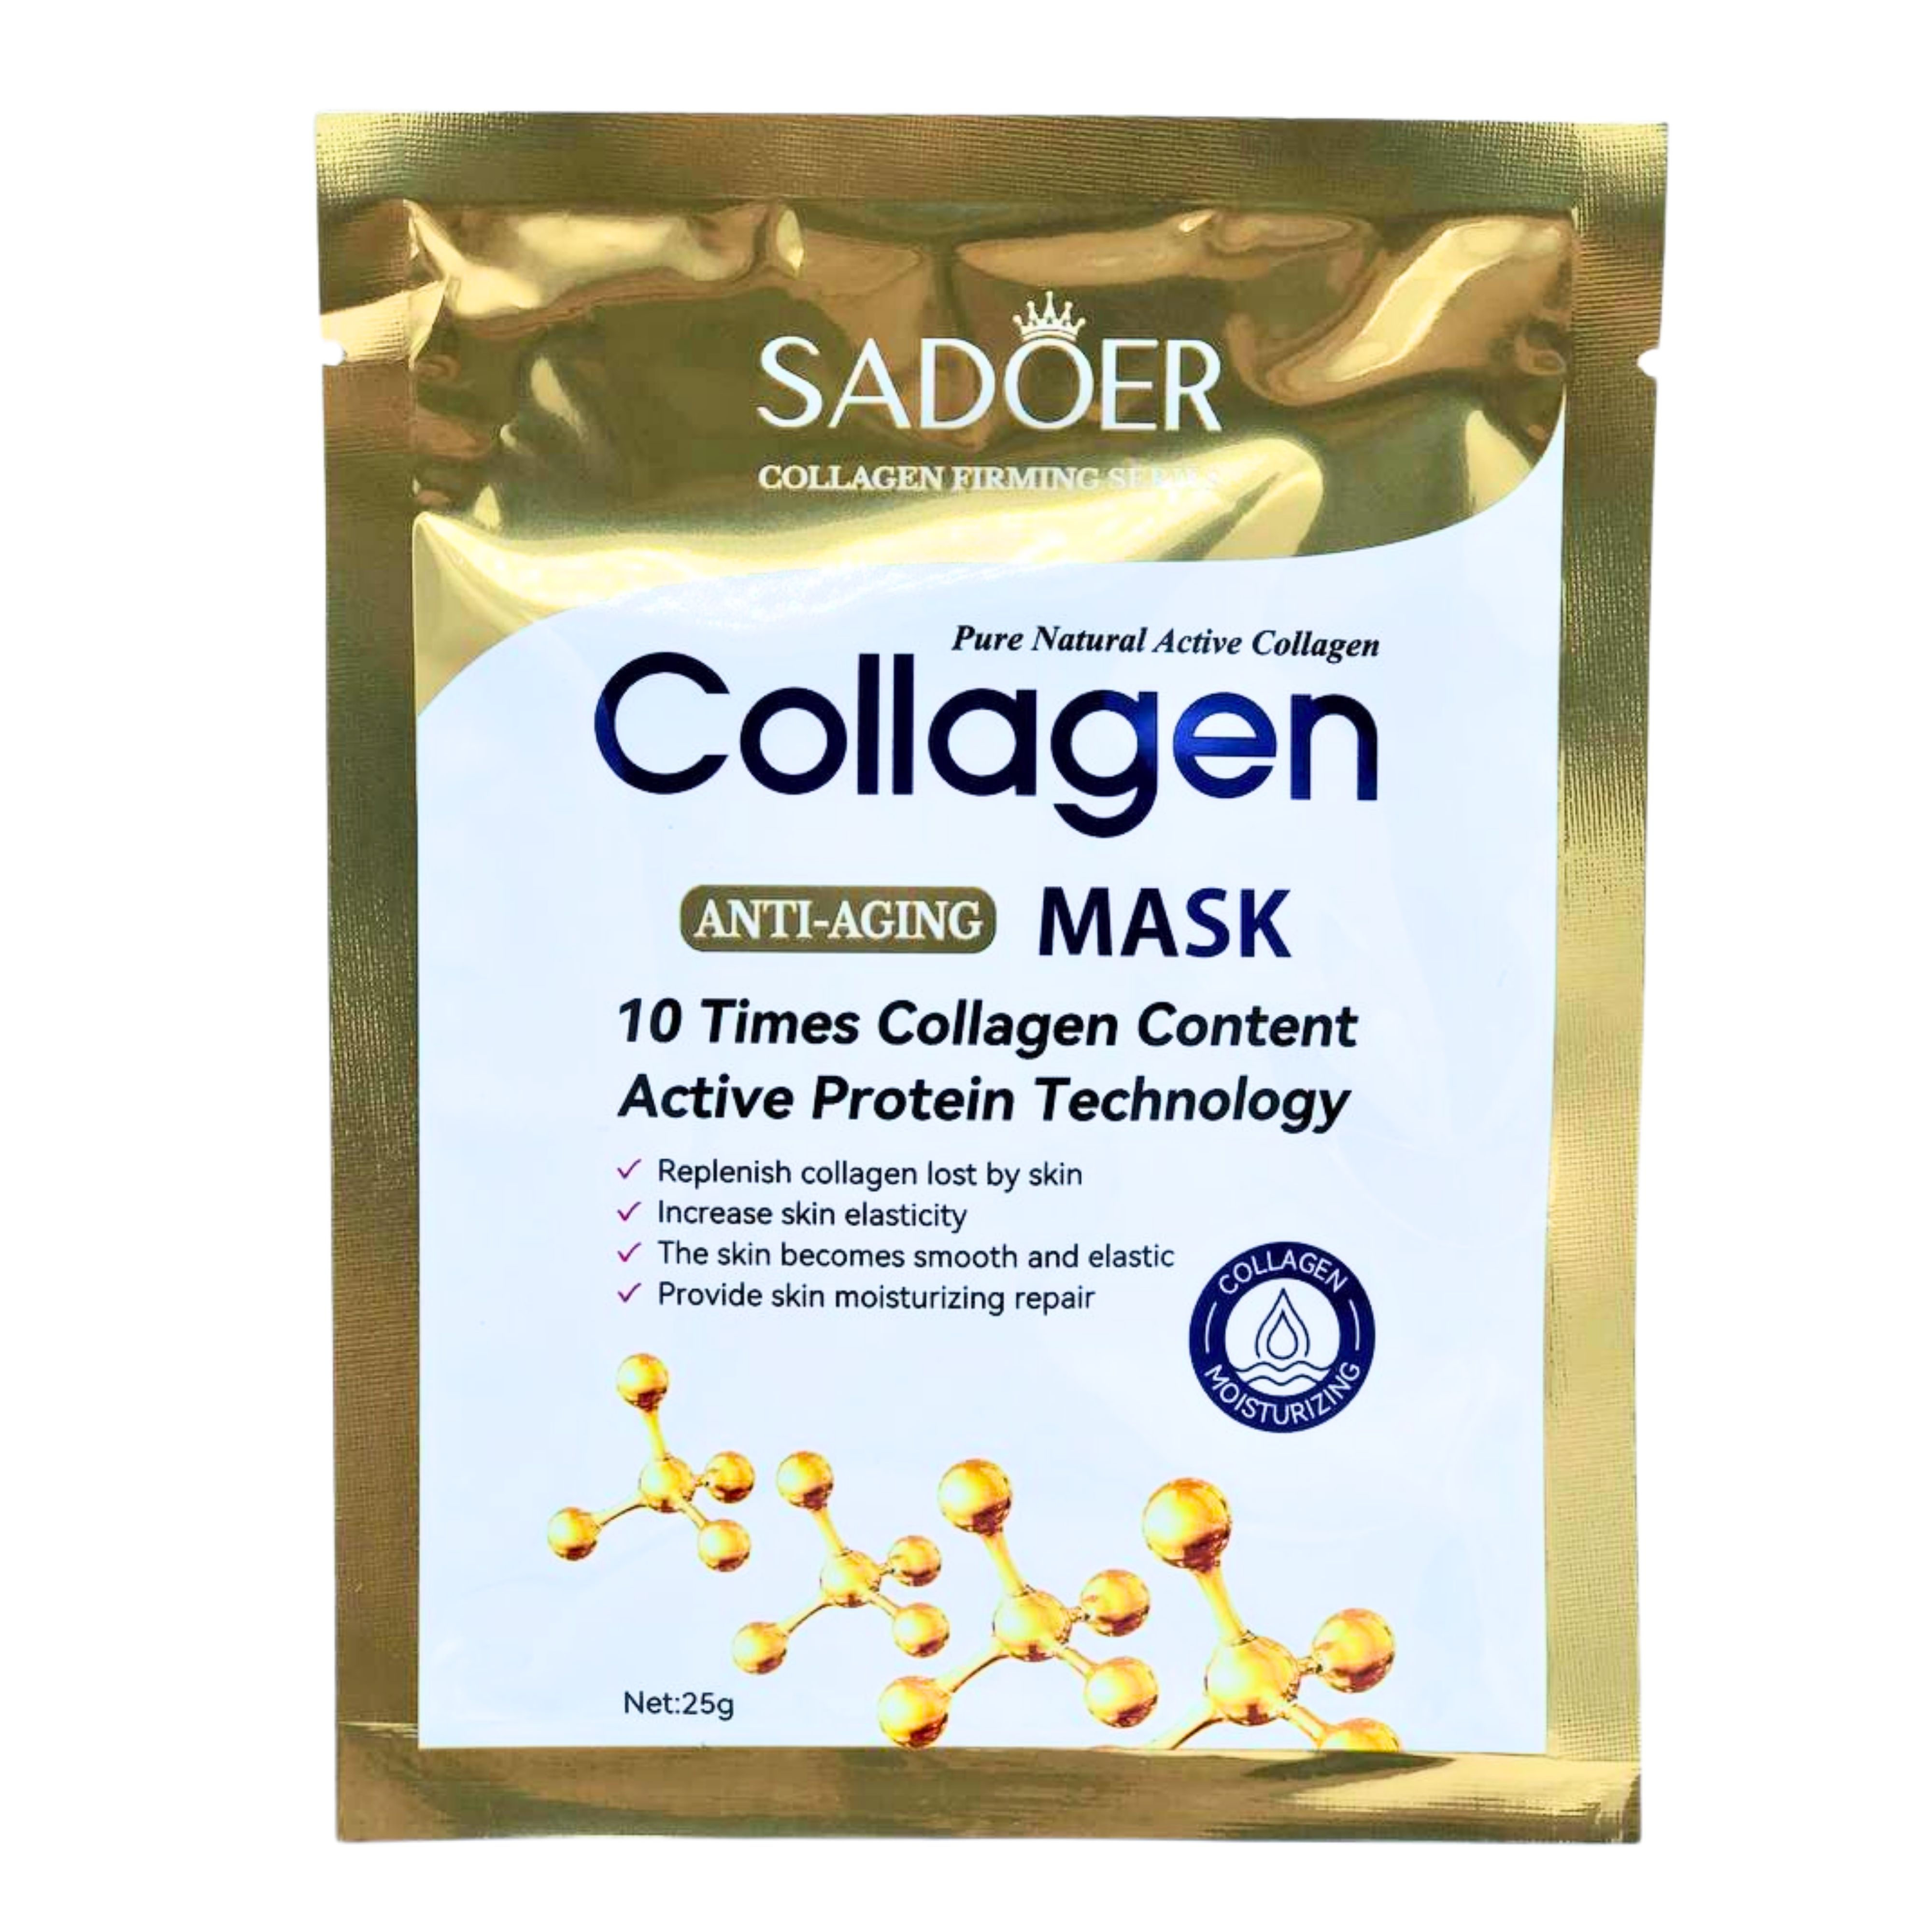 SADOER
COLLAGEN FIRMING SERIES
Pure Natural Active Collagen
Collagen
ANTI-AGING MASK
10 Times Collagen Content
Active Protein Technology
✓ Replenish collagen lost by skin
✓ Increase skin elasticity
✓ The skin becomes smooth and elastic
✓ Provide skin moisturizing repair
COLLAGEN
MOISTURIZING
Net:25g